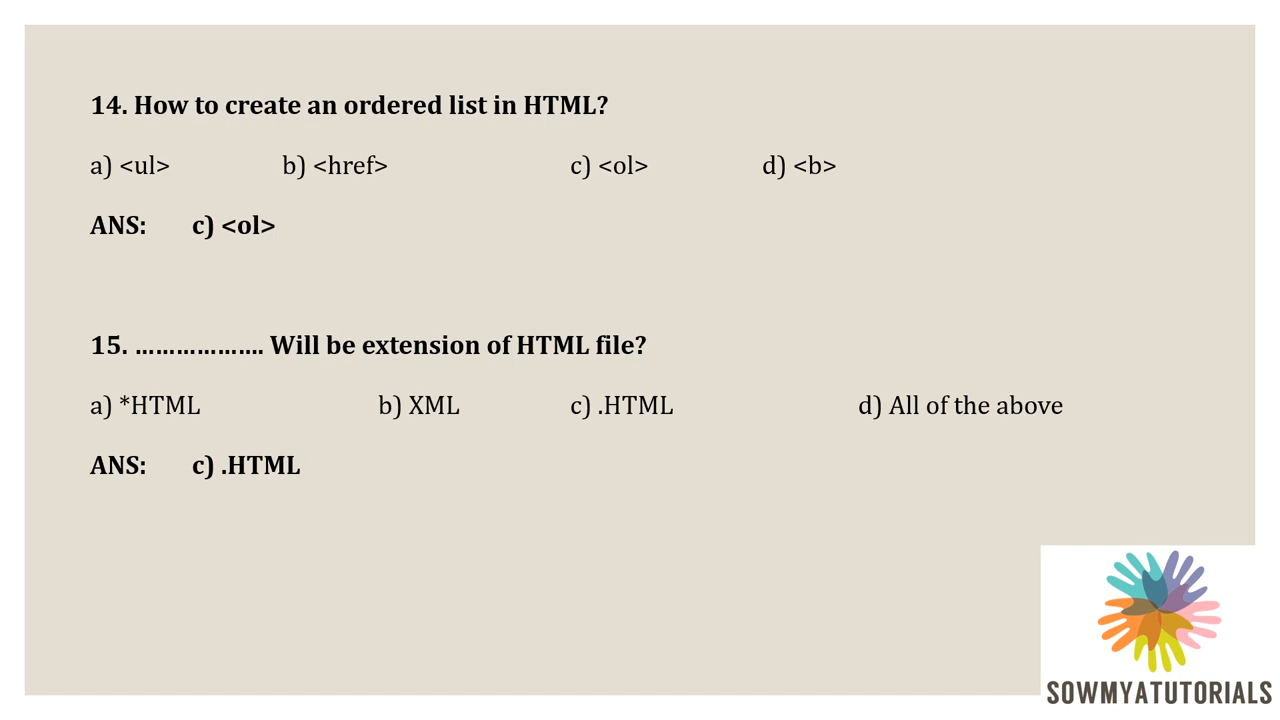 14. How to create an ordered list in HTML?
a) <ul> b) <href> c) <ol> d) <b>
ANS: c) <ol>
15. ................... Will be extension of HTML file?
a) *HTML b) XML c) .HTML d) All of the above
ANS: c) .HTML
SOWMYATUTORIALS